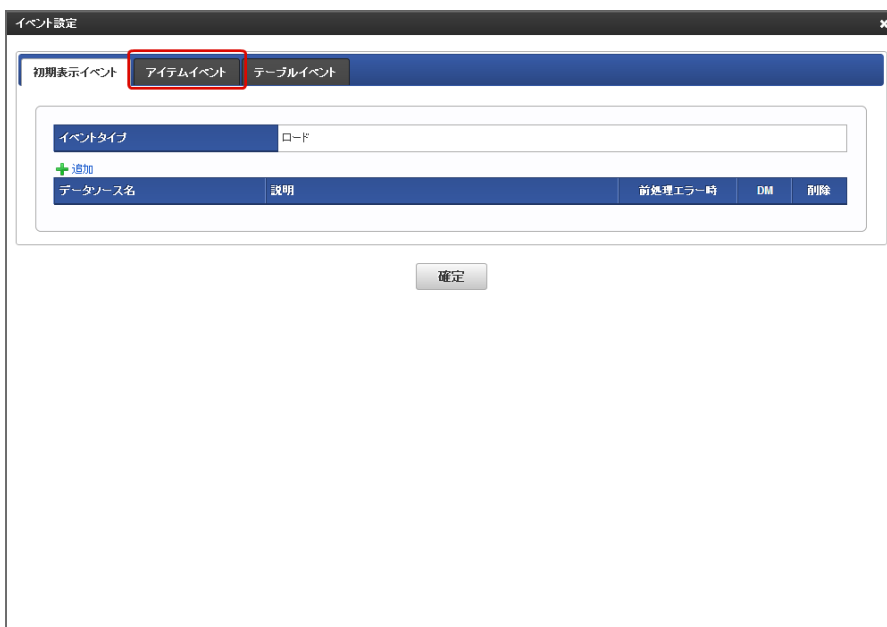 イベント設定
初期表示イベント アイテムイベント テーブルイベント
イベントタイプ ロード
追加
データソース名 説明 前処理エラー時 DM 削除
確定